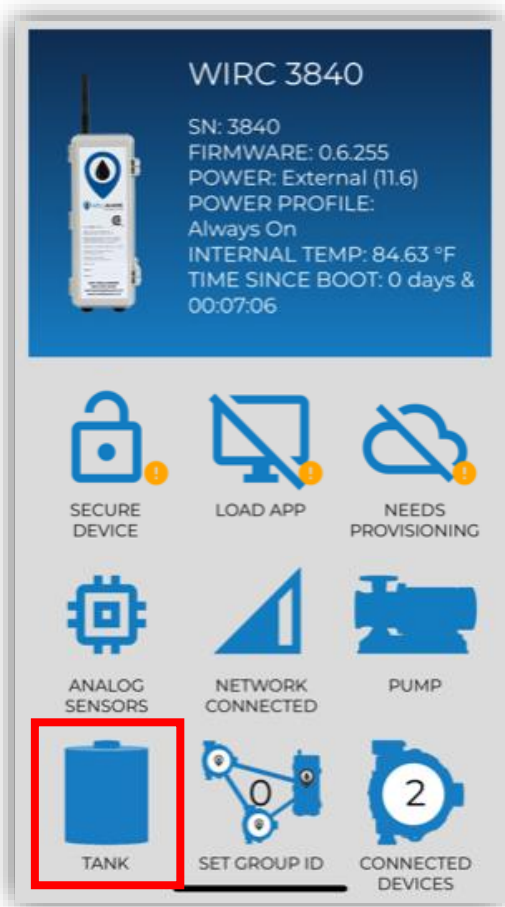 WIRC 3840
SN: 3840
FIRMWARE: 0.6.255
POWER: External (11.6)
POWER PROFILE:
Always On
INTERNAL TEMP: 84.63 °F
TIME SINCE BOOT: 0 days &
00:07:06
SECURE
DEVICE
LOAD APP
NEEDS
PROVISIONING
ANALOG
SENSORS
NETWORK
CONNECTED
PUMP
TANK
0
SET GROUP ID
2
CONNECTED
DEVICES